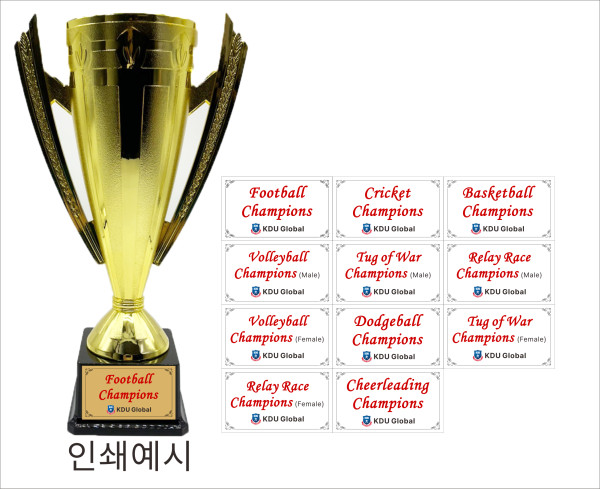 Football
Champions
KDU Global
Cricket
Champions
KDU Global
Basketball
Champions
KDU Global
Volleyball
Champions (Male)
KDU Global
Tug of War
Champions (Male)
KDU Global
Relay Race
Champions (Male)
KDU Global
Volleyball
Champions (Female)
KDU Global
Dodgeball
Champions
KDU Global
Tug of War
Champions (Female)
KDU Global
Relay Race
Champions (Female)
KDU Global
Cheerleading
Champions
KDU Global
Football
Champions
KDU Global
인쇄예시